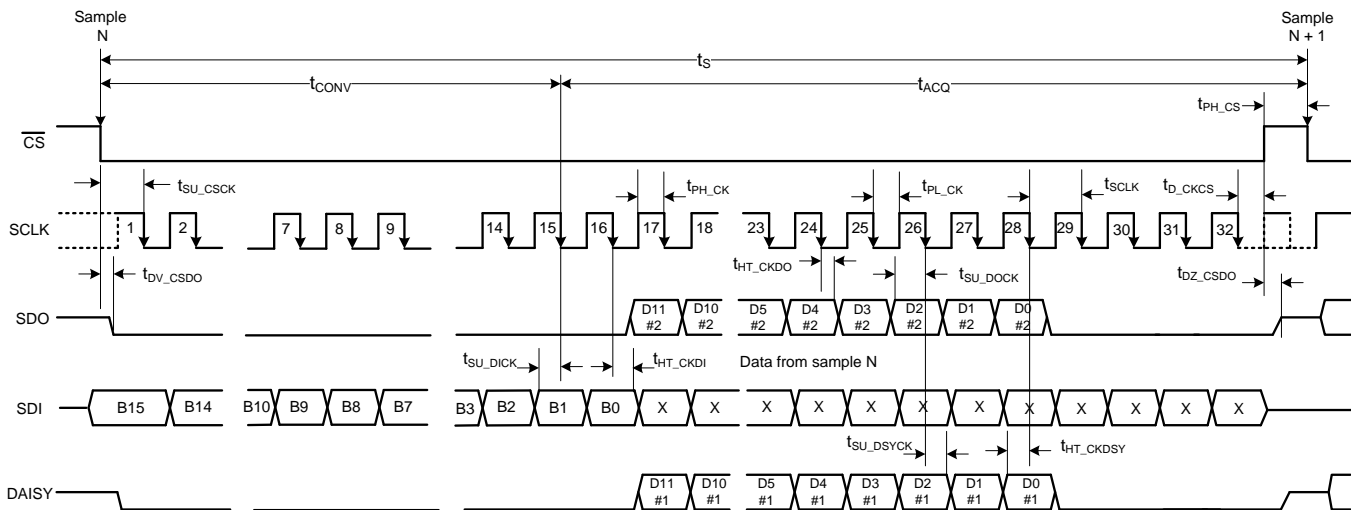 Sample
N
Sample
N + 1
tS
tCONV
tACQ
tPH_CS
CS
tSU_CSCK
tPH_CK
tPL_CK
tSCLK
tD_CKCS
SCLK
1 2 7 8 9 14 15 16 17 18 23 24 25 26 27 28 29 30 31 32
tDV_CSDO
tHT_CKDO
tSU_DOCK
tDZ_CSDO
SDO
D11 D10 D5 D4 D3 D2 D1 D0
#2 #2 #2 #2 #2 #2 #2 #2
tSU_DICK
tHT_CKDI
Data from sample N
SDI
B15 B14 B10 B9 B8 B7 B3 B2 B1 B0 X X X X X X X X X X X X
tSU_DSYCK
tHT_CKDSY
DAISY
D11 D10 D5 D4 D3 D2 D1 D0
#1 #1 #1 #1 #1 #1 #1 #1